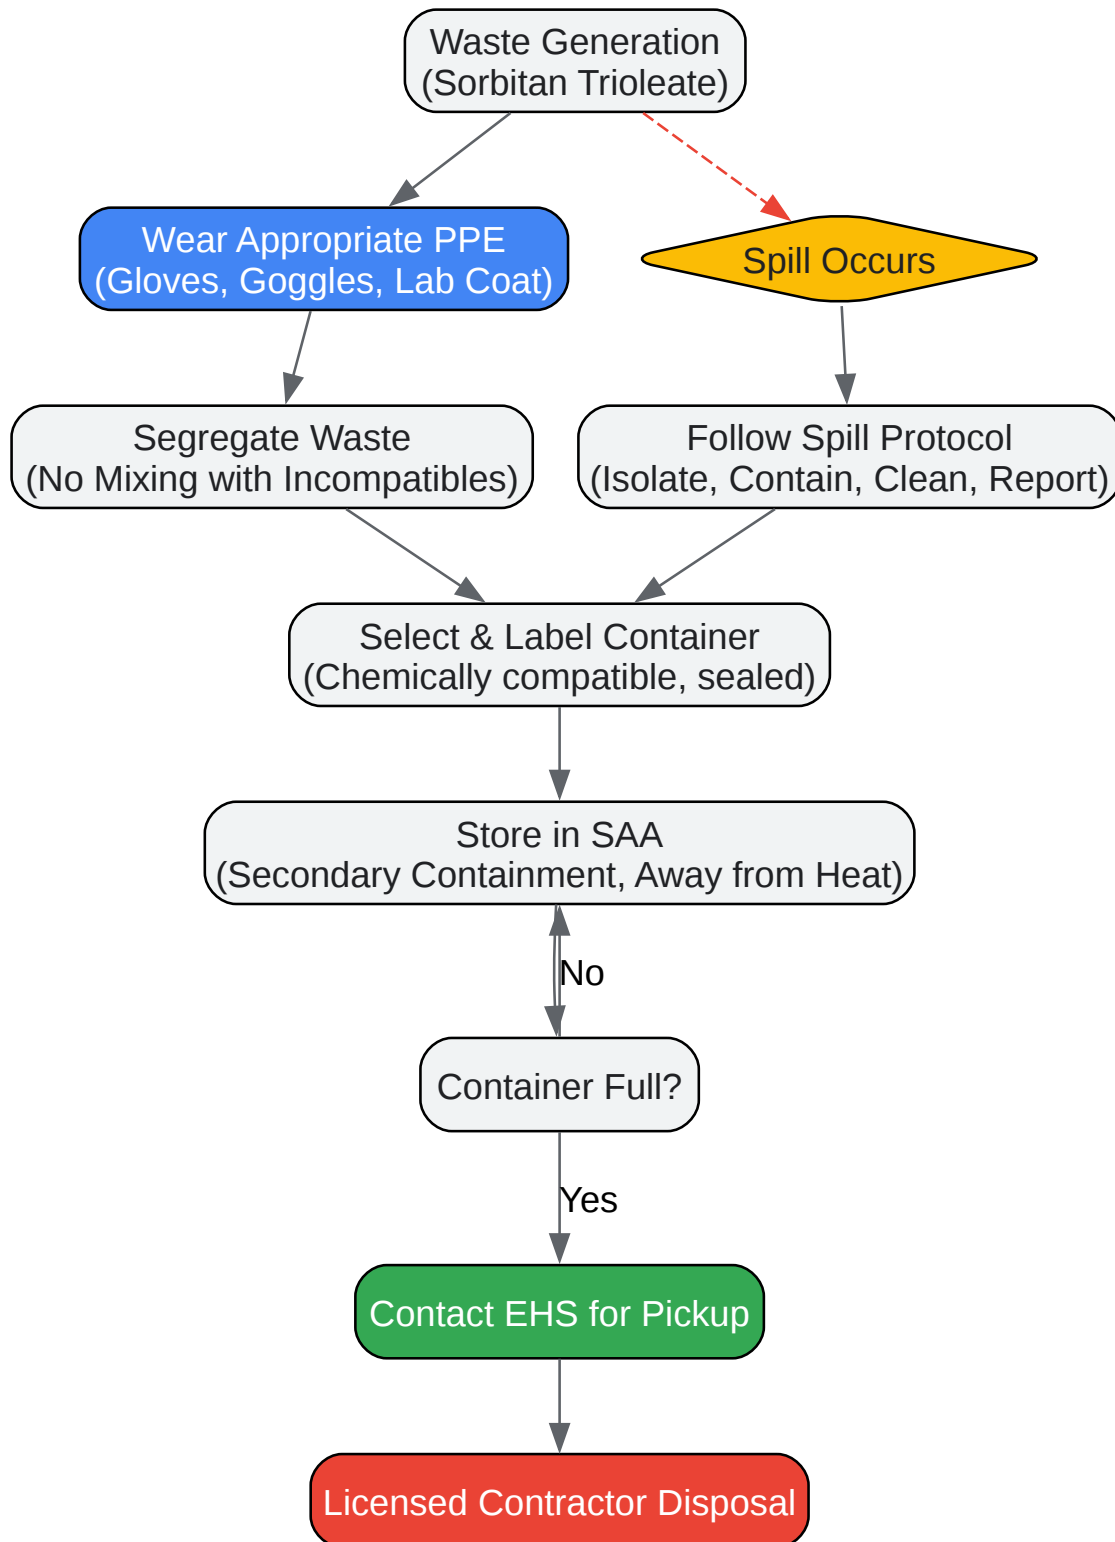 Waste Generation
(Sorbitan Trioleate)
Wear Appropriate PPE
(Gloves, Goggles, Lab Coat)
Spill Occurs
Segregate Waste
(No Mixing with Incompatibles)
Follow Spill Protocol
(Isolate, Contain, Clean, Report)
Select & Label Container
(Chemically compatible, sealed)
Store in SAA
(Secondary Containment, Away from Heat)
No
Container Full?
Yes
Contact EHS for Pickup
Licensed Contractor Disposal